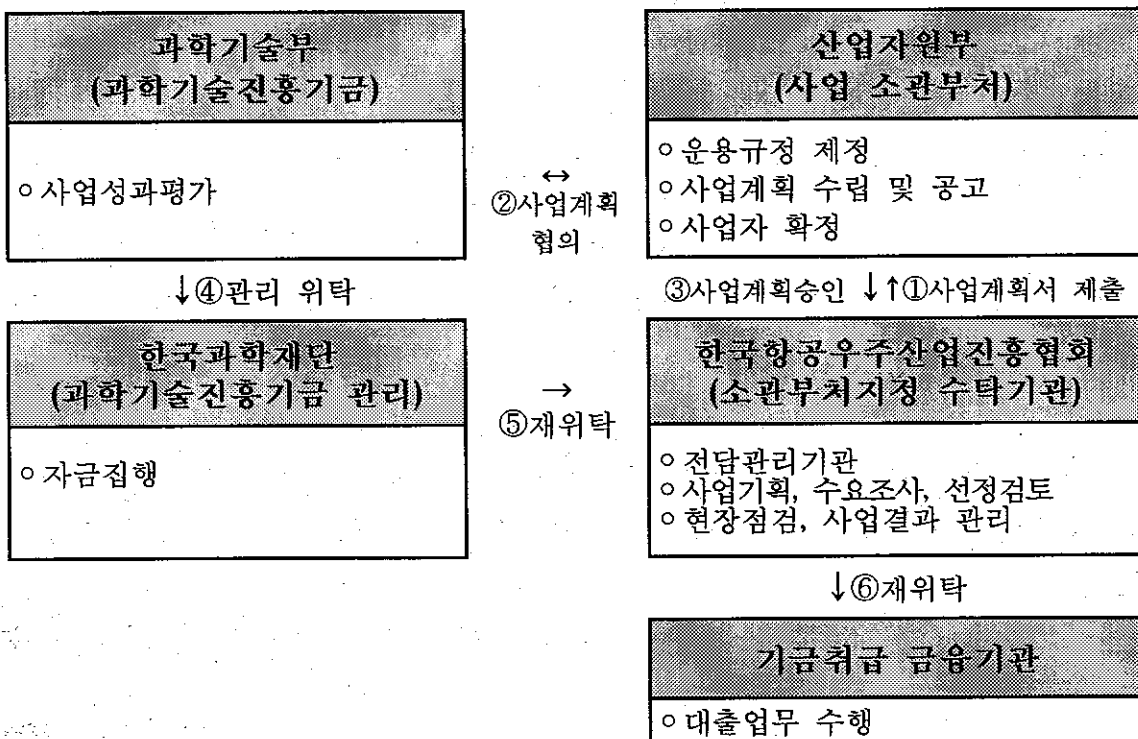 과학기술부
(과학기술진흥기금)
○ 사업성과평가
↔
②사업계획
협의
산업자원부
(사업 소관부처)
○ 운용규정 제정
○ 사업계획 수립 및 공고
○ 사업자 확정
↓④관리 위탁
③사업계획승인 ↓↑①사업계획서 제출
한국과학재단
(과학기술진흥기금 관리)
○ 자금집행
→
⑤재위탁
한국항공우주산업진흥협회
(소관부처지정 수탁기관)
○ 전담관리기관
○ 사업기획, 수요조사, 선정검토
○ 현장점검, 사업결과 관리
↓⑥재위탁
기금취급 금융기관
○ 대출업무 수행